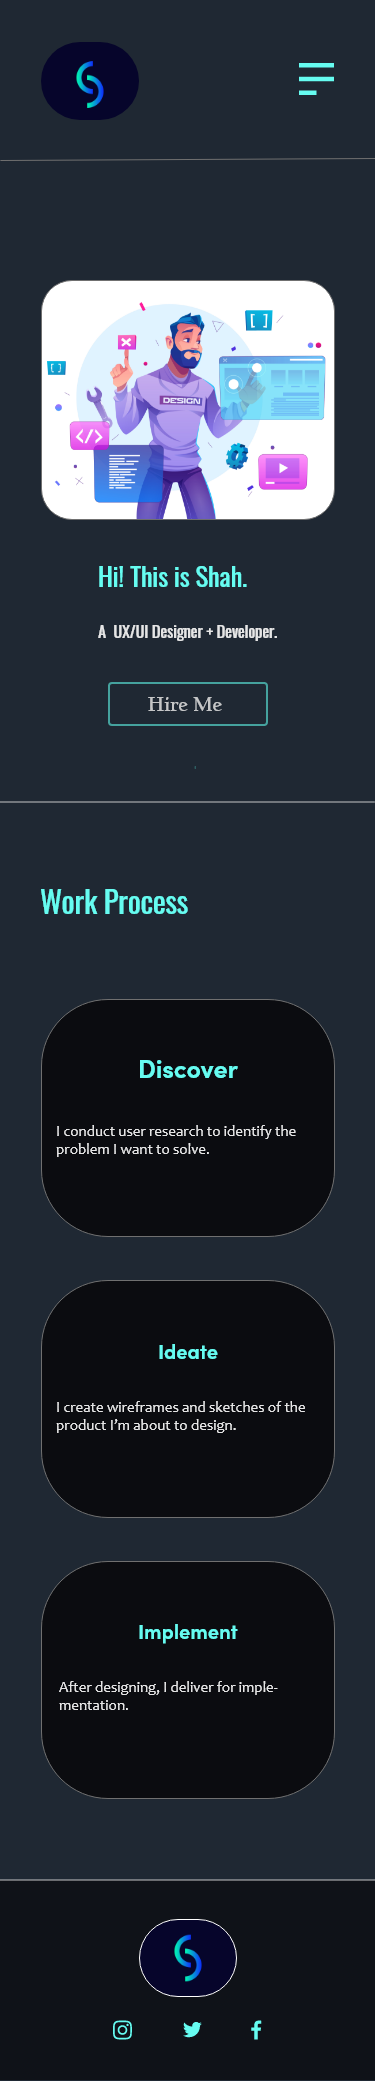 [ ]
[ ]
DESIGN
</>
Hi! This is Shah.
A UX/UI Designer + Developer.
Hire Me
Work Process
Discover
I conduct user research to identify the
problem I want to solve.
Ideate
I create wireframes and sketches of the
product I’m about to design.
Implement
After designing, I deliver for imple-
mentation.